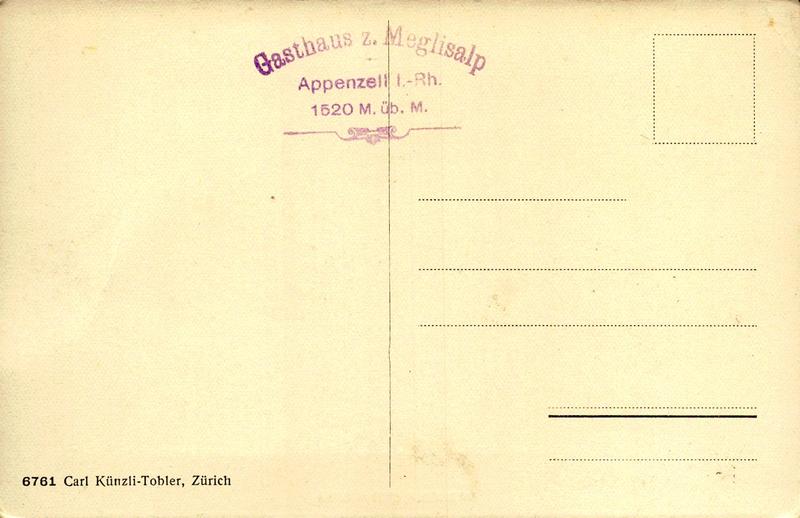 Gasthaus z. Meglisalp
Appenzell I.-Rh.
1520 M. üb. M.
6761 Carl Künzli-Tobler, Zürich